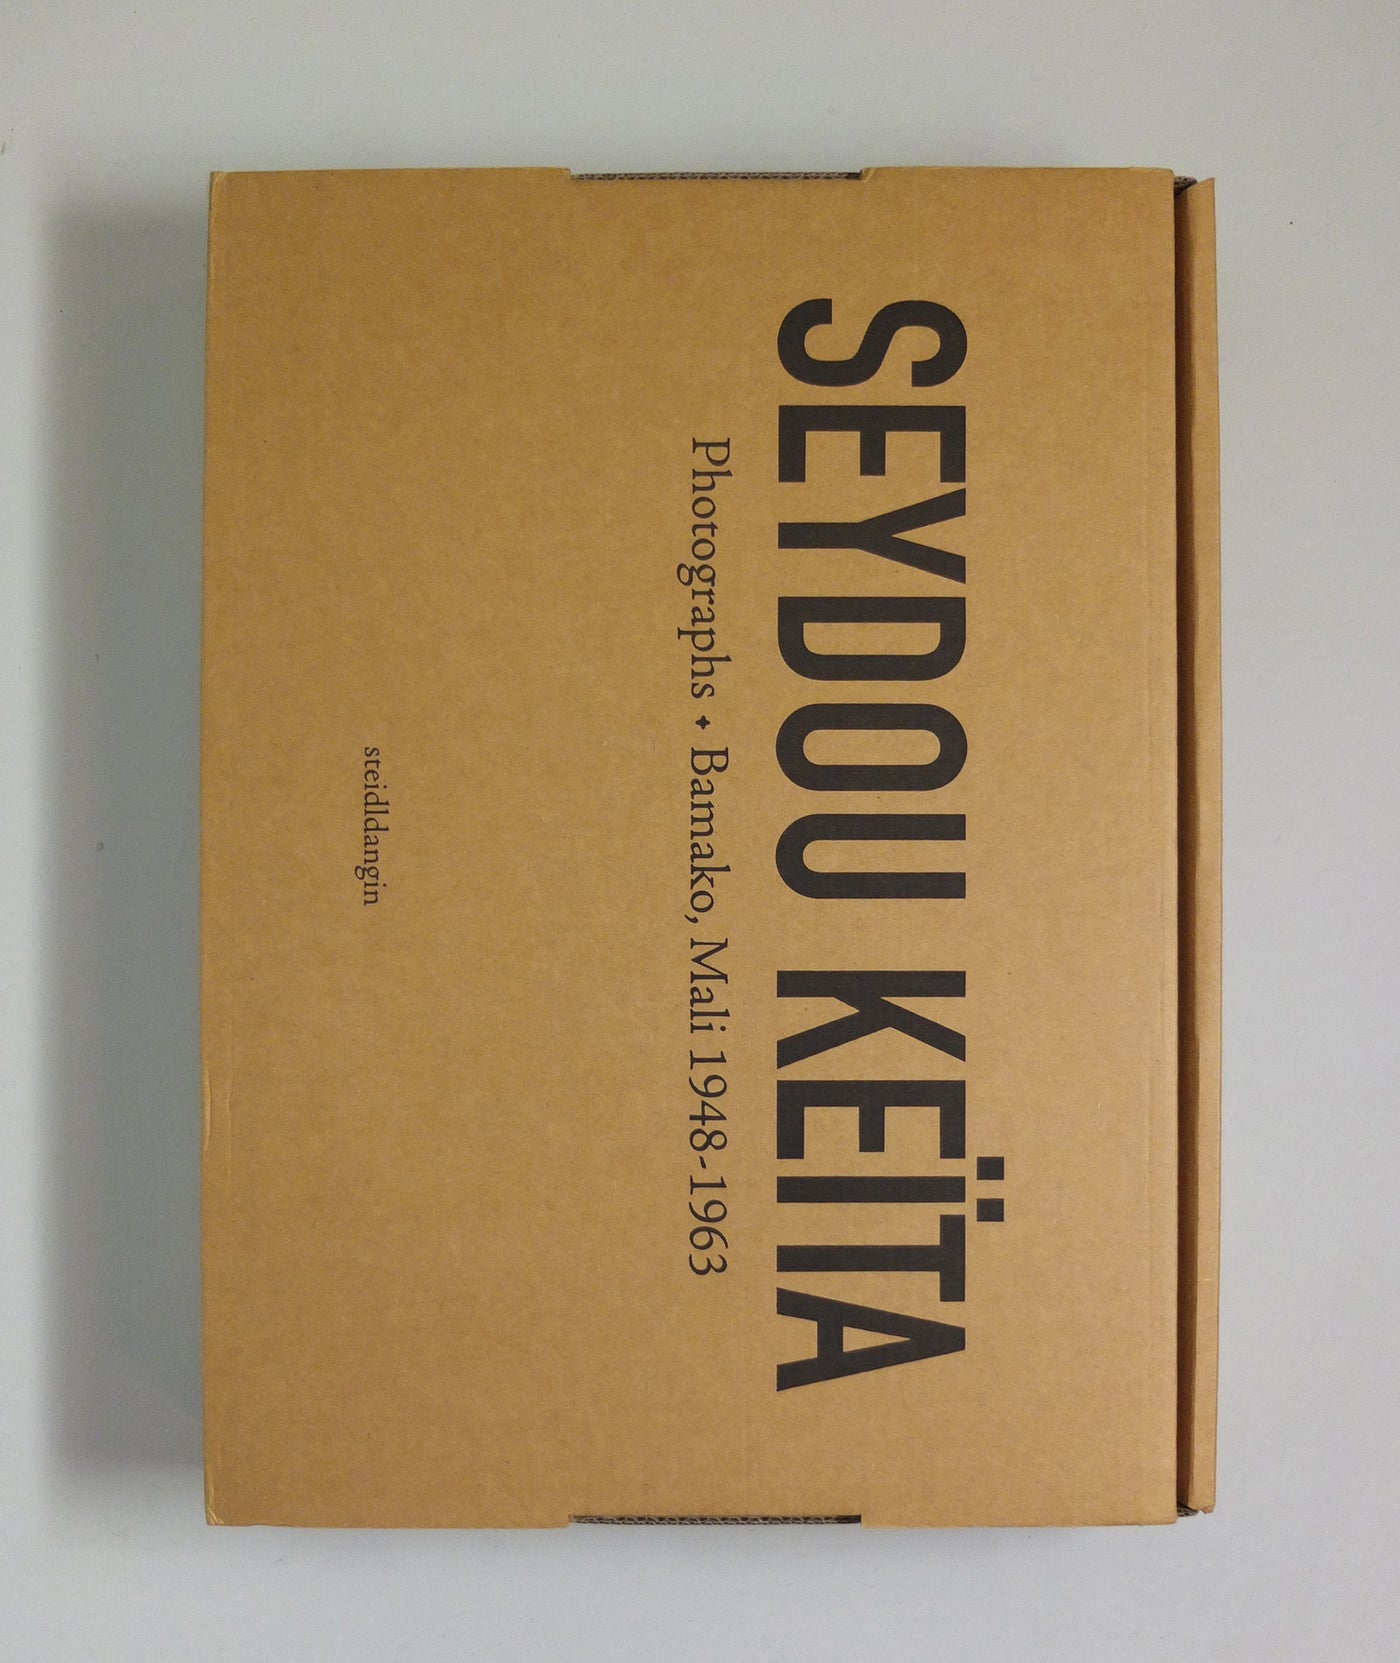 SEYDOU KEÏTA
Photographs ✦ Bamako, Mali 1948-1963
steidldangin